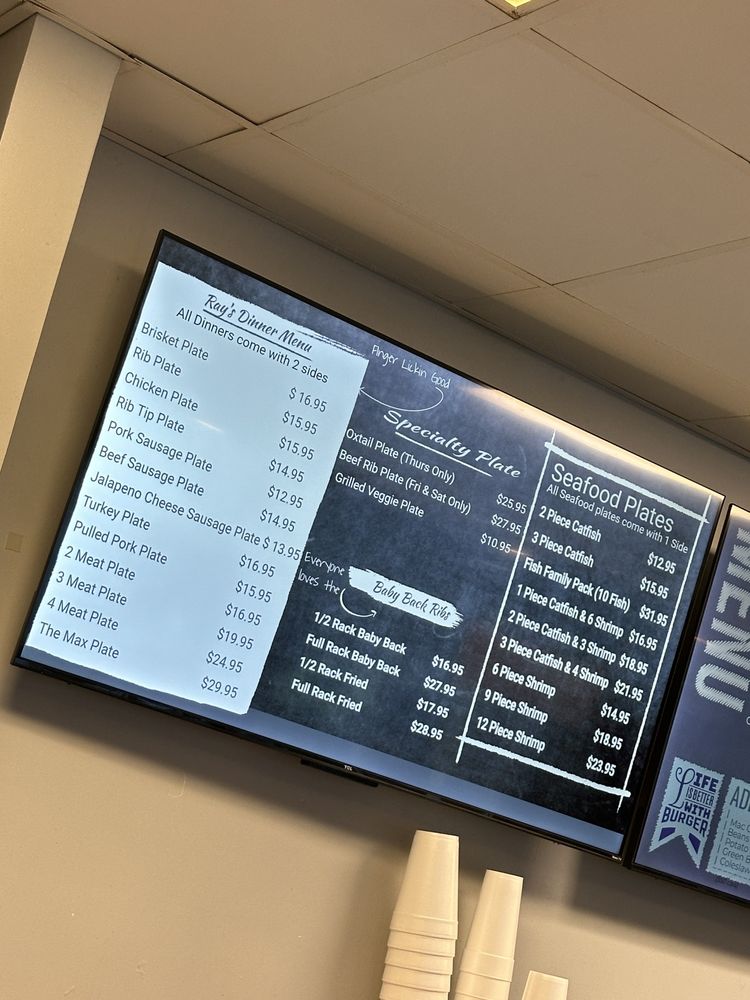 Ray's Dinner Menu
All Dinners come with 2 sides
Brisket Plate $ 16.95
Rib Plate $15.95
Chicken Plate $15.95
Rib Tip Plate $14.95
Pork Sausage Plate $12.95
Beef Sausage Plate $14.95
Jalapeno Cheese Sausage Plate $ 13.95
Turkey Plate $16.95
Pulled Pork Plate $15.95
2 Meat Plate $16.95
3 Meat Plate $19.95
4 Meat Plate $24.95
The Max Plate $29.95
Finger Lickin Good
Specialty Plate
Oxtail Plate (Thurs Only) $25.95
Beef Rib Plate (Fri & Sat Only) $27.95
Grilled Veggie Plate $10.95
Everyone
loves the
Baby Back Ribs
1/2 Rack Baby Back $16.95
Full Rack Baby Back $27.95
1/2 Rack Fried $17.95
Full Rack Fried $28.95
Seafood Plates
All Seafood plates come with 1 Side
2 Piece Catfish $12.95
3 Piece Catfish $15.95
Fish Family Pack (10 Fish) $31.95
1 Piece Catfish & 6 Shrimp $16.95
2 Piece Catfish & 3 Shrimp $18.95
3 Piece Catfish & 4 Shrimp $21.95
6 Piece Shrimp $14.95
9 Piece Shrimp $18.95
12 Piece Shrimp $23.95
TCL
MENU
LIFE
IS BETTER
WITH
BURGER
Beans
Potato
Green B
Coleslaw